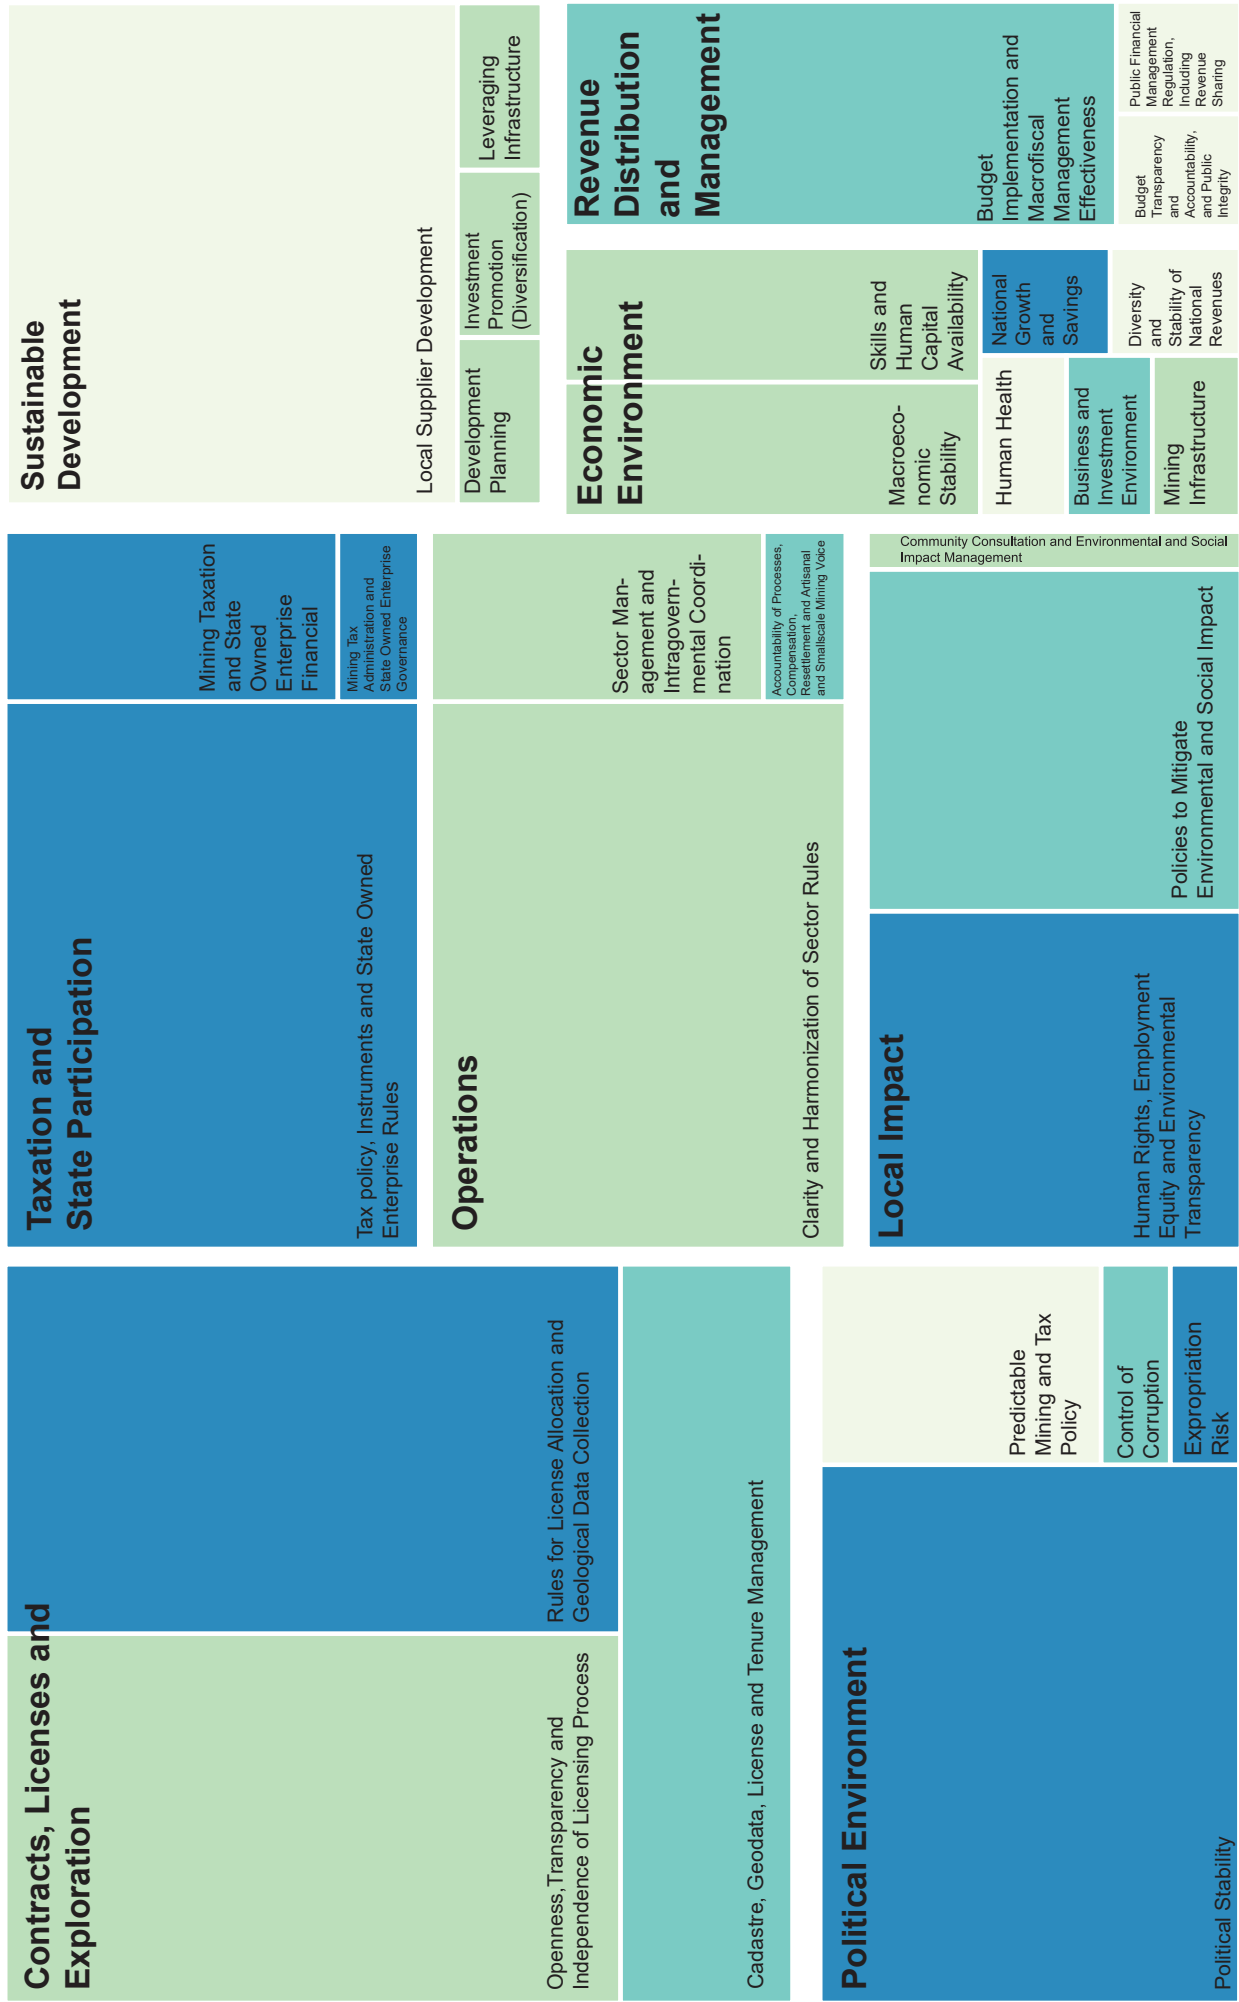 Contracts, Licenses and
Exploration
Openness,Transparency and
Independence of Licensing Process
Rules for License Allocation and
Geological Data Collection
Cadastre, Geodata, License and Tenure Management
Political Environment
Political Stability
Predictable
Mining and Tax
Policy
Control of
Corruption
Expropriation
Risk
Taxation and
State Participation
Tax policy, Instruments and State Owned
Enterprise Rules
Mining Taxation
and State
Owned
Enterprise
Financial
Mining Tax
Administration and
State Owned Enterprise
Governance
Operations
Clarity and Harmonization of Sector Rules
Sector Man-
agement and
Intragovern-
mental Coordi-
nation
Accountability of Processes,
Compensation,
Resettlement and Artisanal
and Smallscale Mining Voice
Local Impact
Human Rights, Employment
Equity and Environmental
Transparency
Policies to Mitigate
Environmental and Social Impact
Community Consultation and Environmental and Social
Impact Management
Sustainable
Development
Local Supplier Development
Development
Planning
Investment
Promotion
(Diversification)
Leveraging
Infrastructure
Economic
Environment
Macroeco-
nomic
Stability
Skills and
Human
Capital
Availability
Human Health
Business and
Investment
Environment
Mining
Infrastructure
National
Growth
and
Savings
Diversity
and
Stability of
National
Revenues
Revenue
Distribution
and
Management
Budget
Implementation and
Macrofiscal
Management
Effectiveness
Budget
Transparency
and
Accountability,
and Public
Integrity
Public Financial
Management
Regulation,
Including
Revenue
Sharing